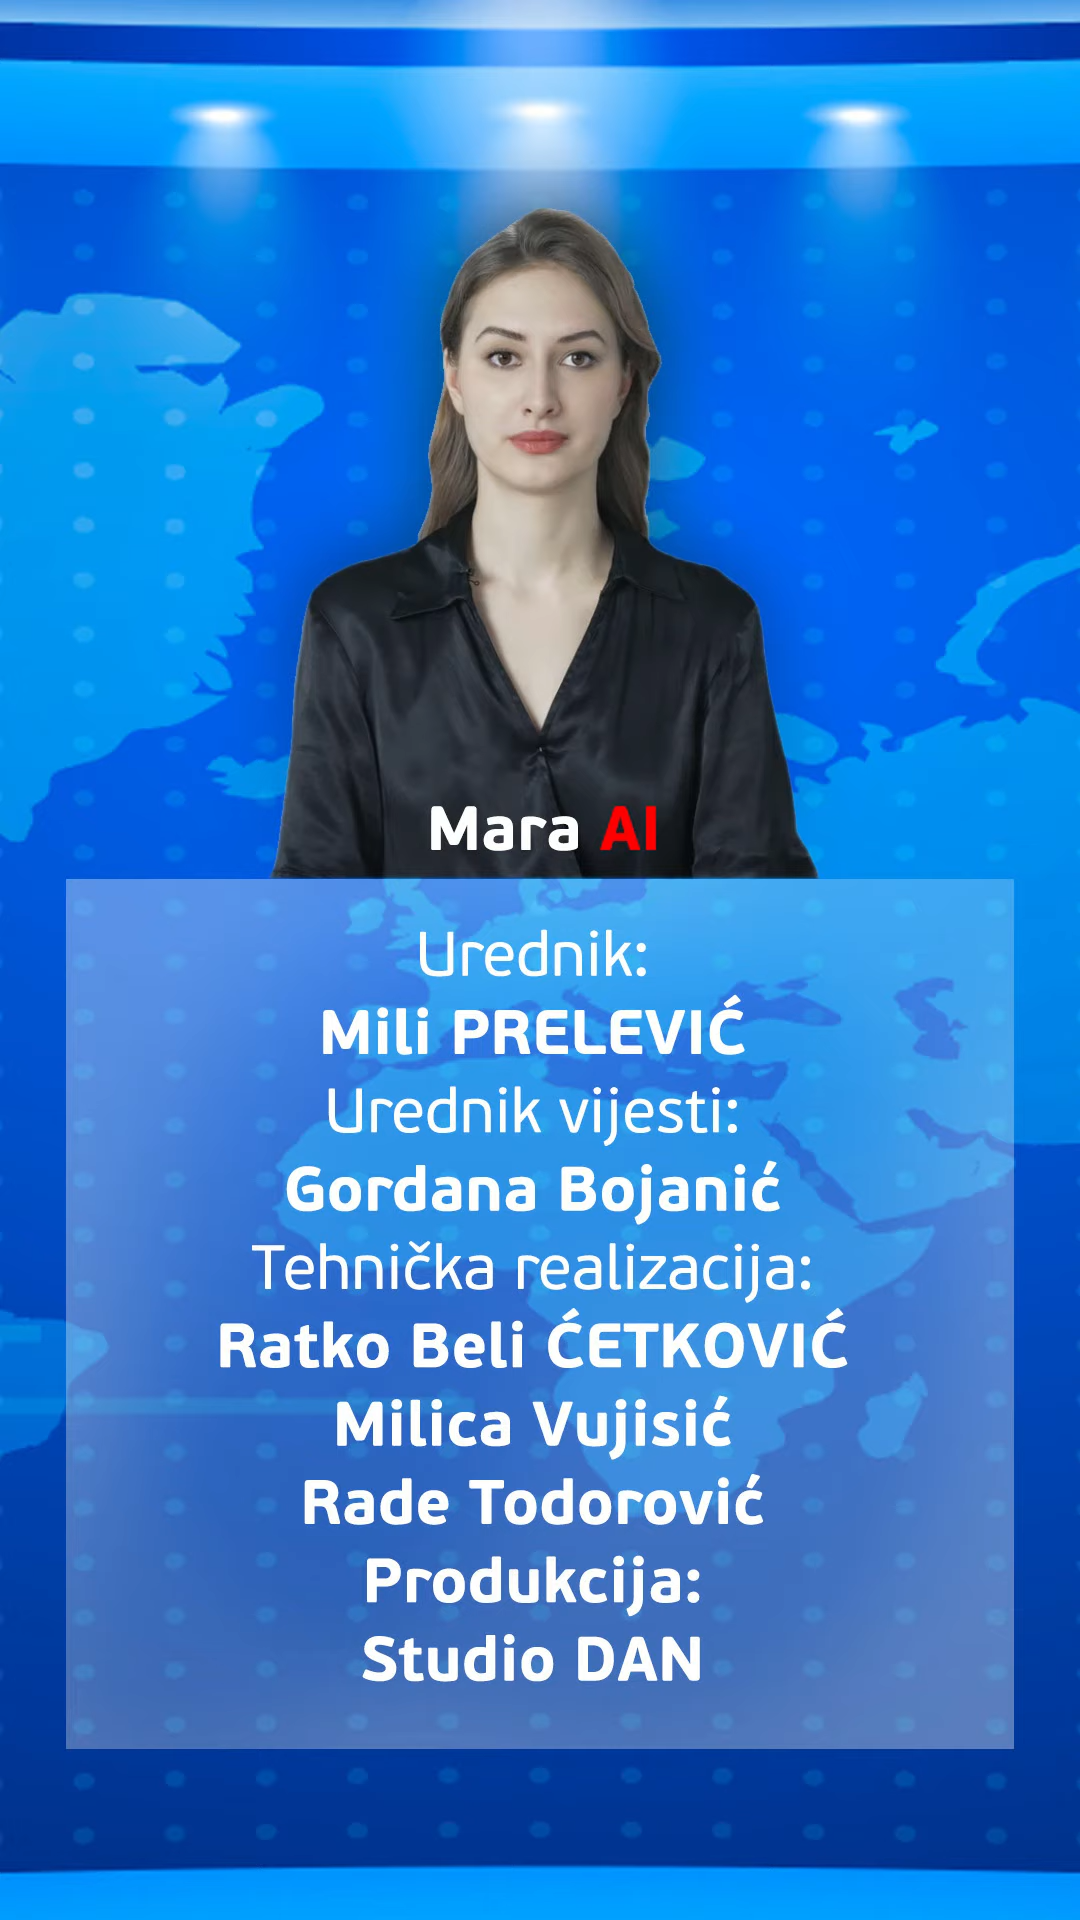 Mara AI
Urednik:
Mili PRELEVIĆ
Urednik vijesti:
Gordana Bojanić
Tehnička realizacija:
Ratko Beli ĆETKOVIĆ
Milica Vujisić
Rade Todorović
Produkcija:
Studio DAN